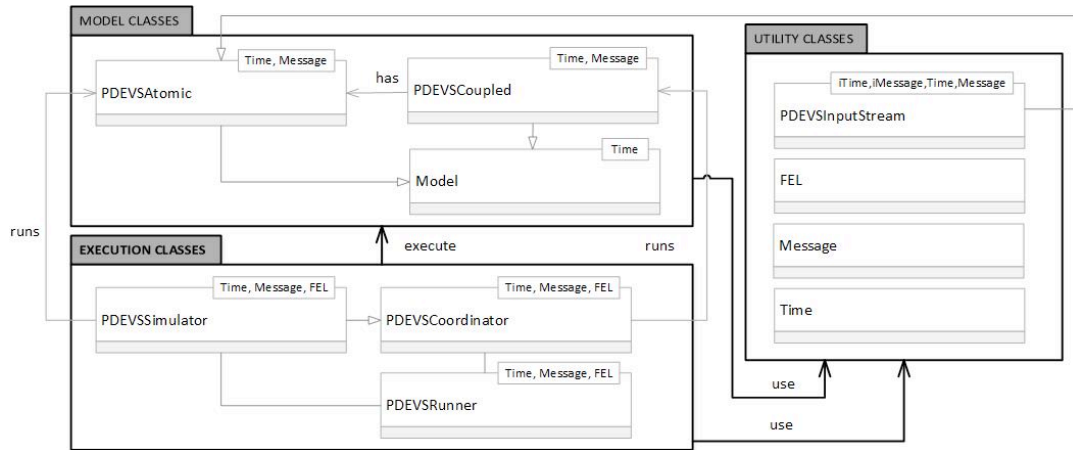 MODEL CLASSES
Time, Message
PDEVSAtomic
has
Time, Message
PDEVSCoupled
Time
Model
UTILITY CLASSES
iTime,iMessage,Time,Message
PDEVSInputStream
FEL
Message
Time
runs
execute
runs
EXECUTION CLASSES
Time, Message, FEL
PDEVSSimulator
Time, Message, FEL
PDEVSCoordinator
Time, Message, FEL
PDEVSRunner
use
use